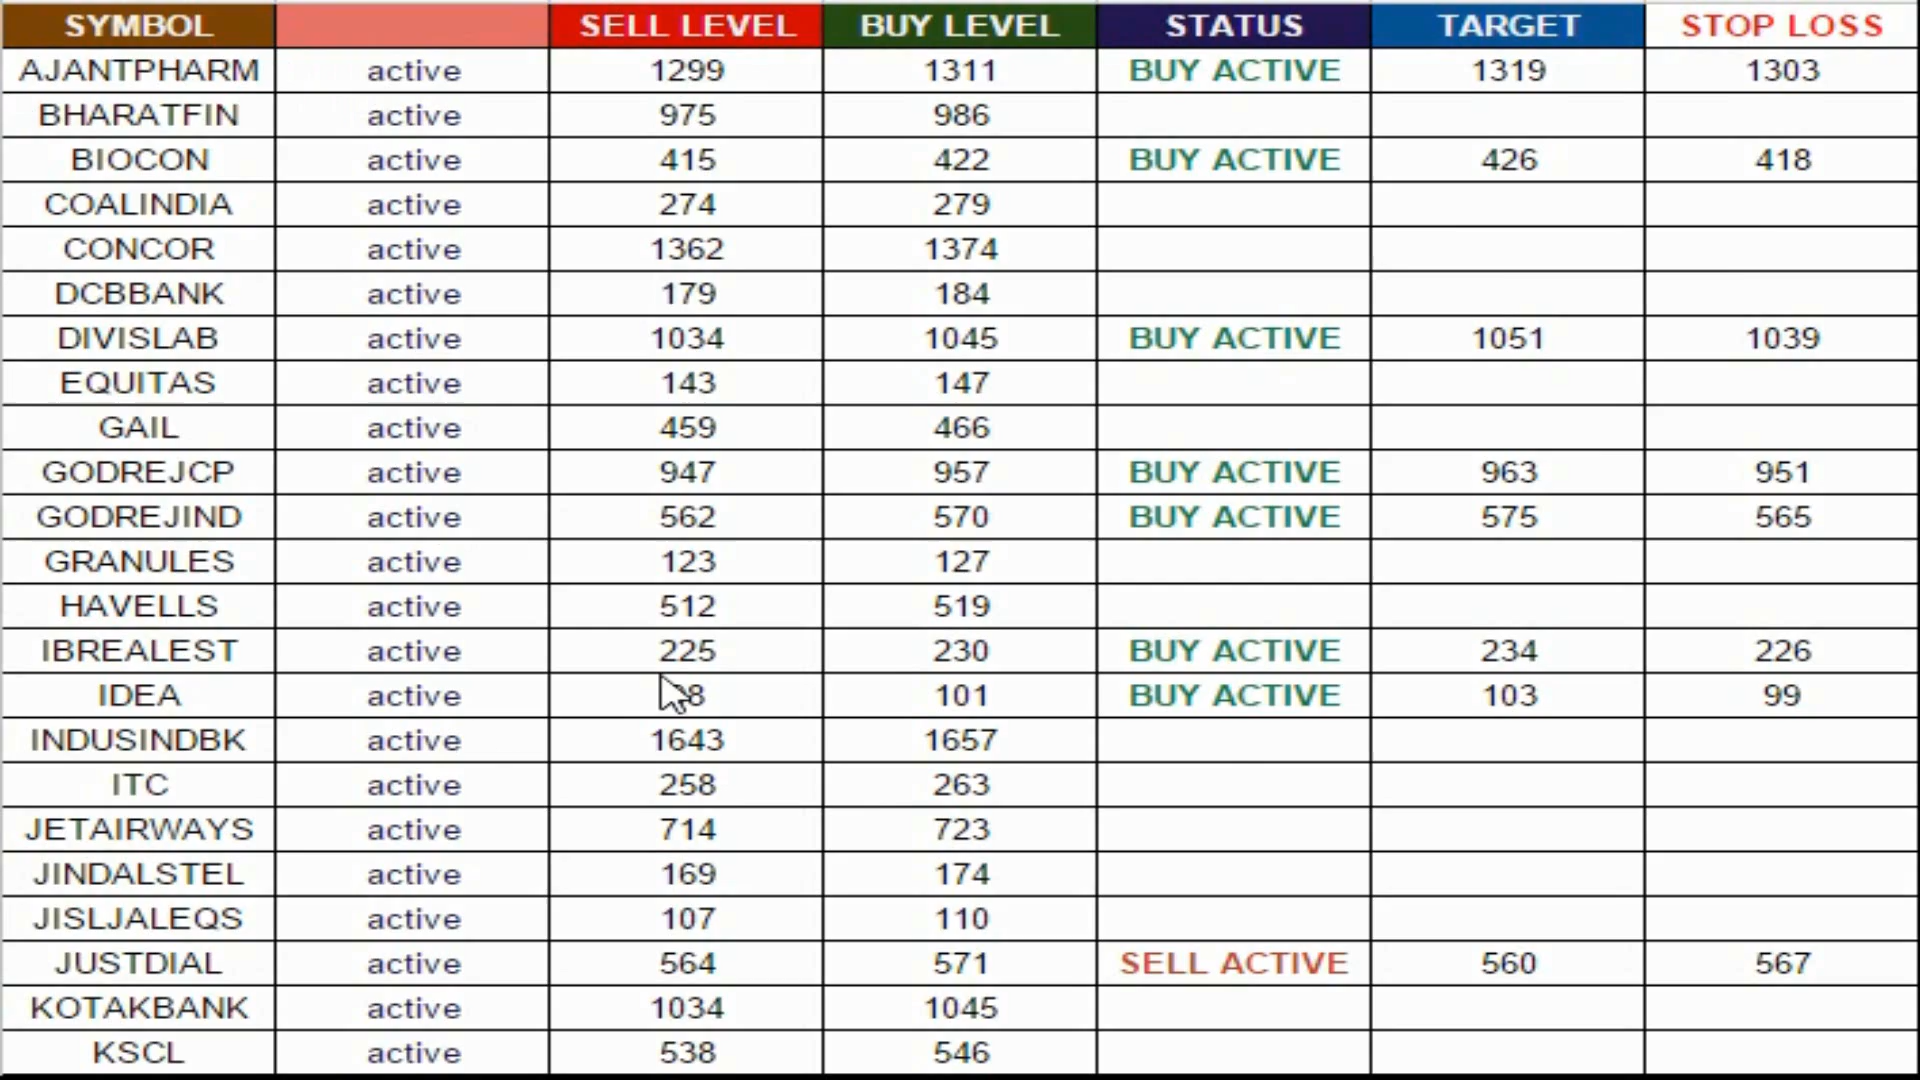 SYMBOL SELL LEVEL BUY LEVEL STATUS TARGET STOP LOSS
AJANTPHARM active 1299 1311 BUY ACTIVE 1319 1303
BHARATFIN active 975 986
BIOCON active 415 422 BUY ACTIVE 426 418
COALINDIA active 274 279
CONCOR active 1362 1374
DCBBANK active 179 184
DIVISLAB active 1034 1045 BUY ACTIVE 1051 1039
EQUITAS active 143 147
GAIL active 459 466
GODREJCP active 947 957 BUY ACTIVE 963 951
GODREJIND active 562 570 BUY ACTIVE 575 565
GRANULES active 123 127
HAVELLS active 512 519
IBREALEST active 225 230 BUY ACTIVE 234 226
IDEA active 101 BUY ACTIVE 103 99
INDUSINDBK active 1643 1657
ITC active 258 263
JETAIRWAYS active 714 723
JINDALSTEL active 169 174
JISLJALEQS active 107 110
JUSTDIAL active 564 571 SELL ACTIVE 560 567
KOTAKBANK active 1034 1045
KSCL active 538 546